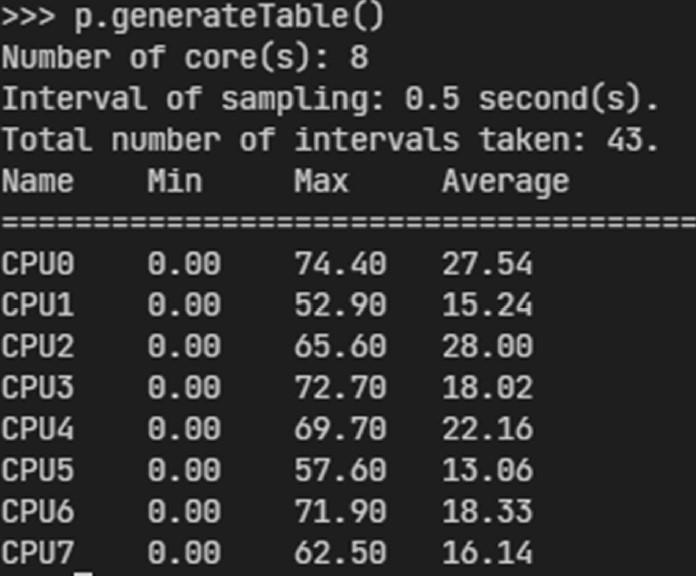 >>> p.generateTable()
Number of core(s): 8
Interval of sampling: 0.5 second(s).
Total number of intervals taken: 43.
Name    Min     Max     Average
======================================
CPU0    0.00    74.40   27.54
CPU1    0.00    52.90   15.24
CPU2    0.00    65.60   28.00
CPU3    0.00    72.70   18.02
CPU4    0.00    69.70   22.16
CPU5    0.00    57.60   13.06
CPU6    0.00    71.90   18.33
CPU7    0.00    62.50   16.14